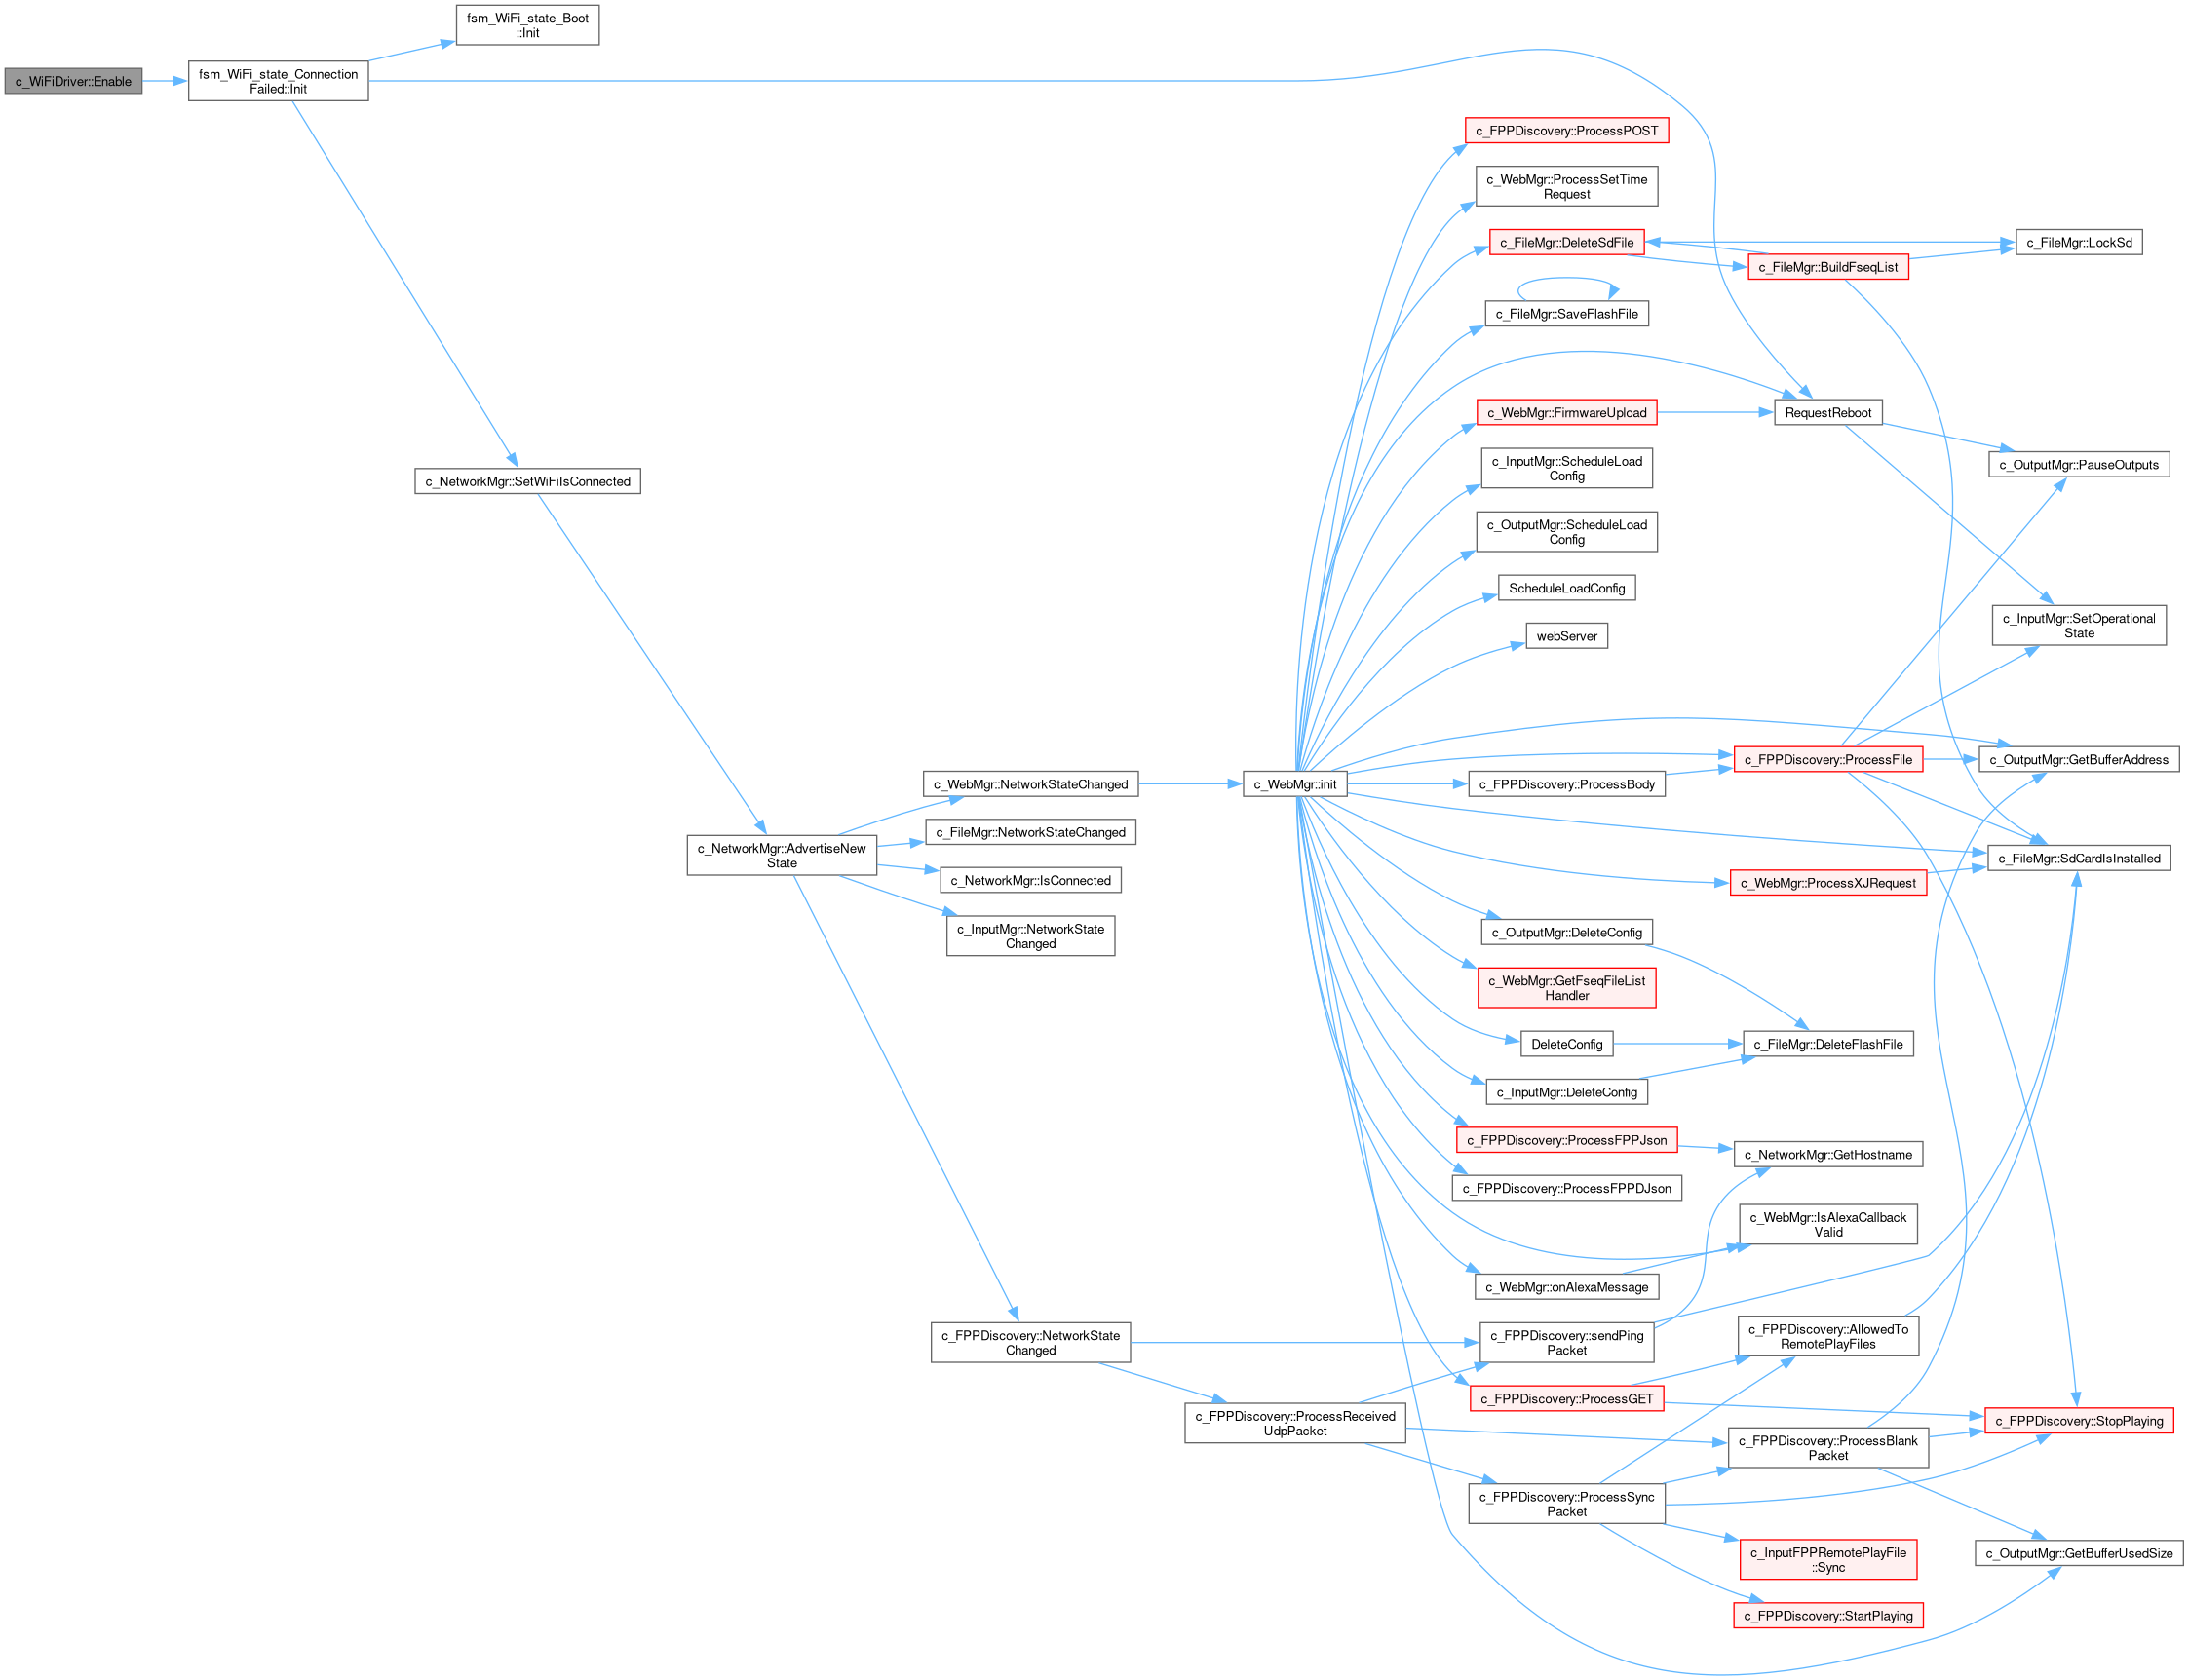 c_WiFiDriver::Enable
fsm_WiFi_state_Connection
Failed::Init
fsm_WiFi_state_Boot
::Init
c_NetworkMgr::SetWiFiIsConnected
c_NetworkMgr::AdvertiseNew
State
c_WebMgr::NetworkStateChanged
c_FileMgr::NetworkStateChanged
c_NetworkMgr::IsConnected
c_InputMgr::NetworkState
Changed
c_FPPDiscovery::NetworkState
Changed
c_WebMgr::init
c_FPPDiscovery::ProcessReceived
UdpPacket
c_FPPDiscovery::ProcessPOST
c_WebMgr::ProcessSetTime
Request
c_FileMgr::DeleteSdFile
c_FileMgr::SaveFlashFile
c_WebMgr::FirmwareUpload
c_InputMgr::ScheduleLoad
Config
c_OutputMgr::ScheduleLoad
Config
ScheduleLoadConfig
webServer
c_FPPDiscovery::ProcessBody
c_OutputMgr::DeleteConfig
c_WebMgr::GetFseqFileList
Handler
DeleteConfig
c_InputMgr::DeleteConfig
c_FPPDiscovery::ProcessFPPJson
c_FPPDiscovery::ProcessFPPDJson
c_WebMgr::onAlexaMessage
c_FPPDiscovery::sendPing
Packet
c_FPPDiscovery::ProcessGET
c_FPPDiscovery::ProcessSync
Packet
c_FileMgr::BuildFseqList
RequestReboot
c_FPPDiscovery::ProcessFile
c_WebMgr::ProcessXJRequest
c_FileMgr::DeleteFlashFile
c_NetworkMgr::GetHostname
c_WebMgr::IsAlexaCallback
Valid
c_FPPDiscovery::AllowedTo
RemotePlayFiles
c_FPPDiscovery::ProcessBlank
Packet
c_InputFPPRemotePlayFile
::Sync
c_FPPDiscovery::StartPlaying
c_FileMgr::LockSd
c_OutputMgr::PauseOutputs
c_InputMgr::SetOperational
State
c_OutputMgr::GetBufferAddress
c_FileMgr::SdCardIsInstalled
c_FPPDiscovery::StopPlaying
c_OutputMgr::GetBufferUsedSize